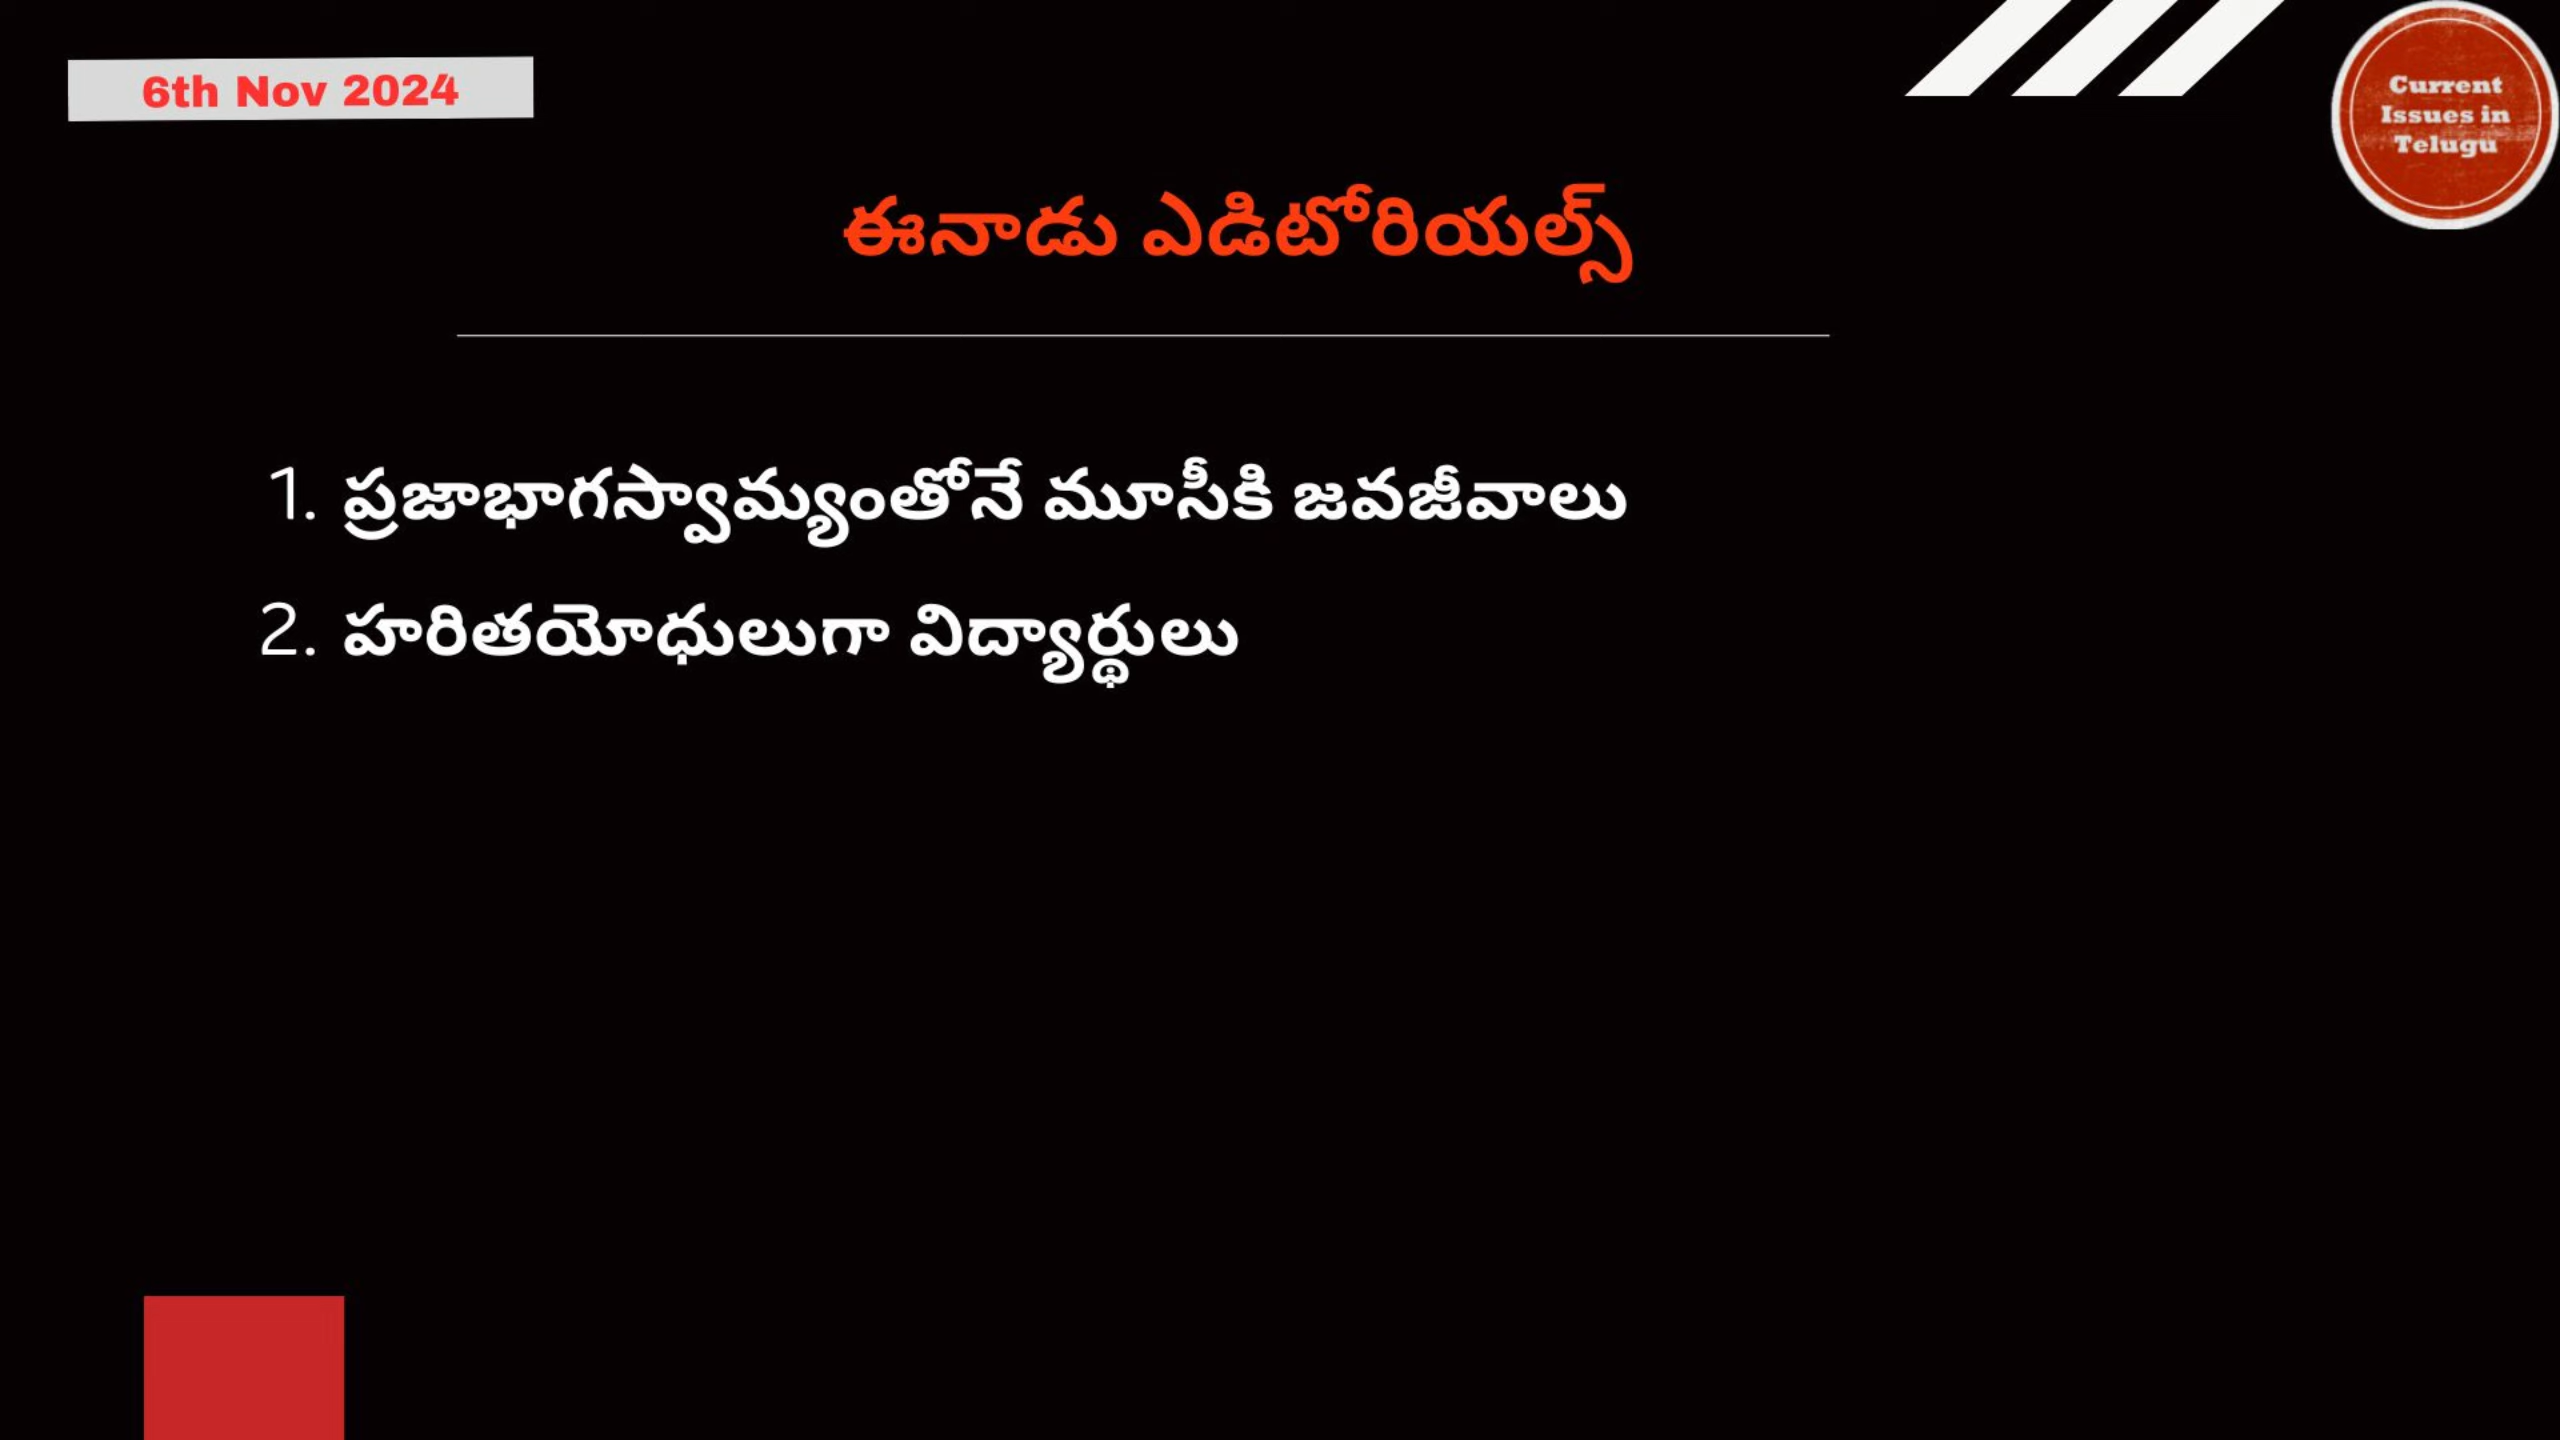 6th Nov 2024
Current
Issues in
Telugu
ఈనాడు ఎడిటోరియల్స్
1. ప్రజాభాగస్వామ్యంతోనే మూసీకి జవజీవాలు
2. హరితయోధులుగా విద్యార్థులు